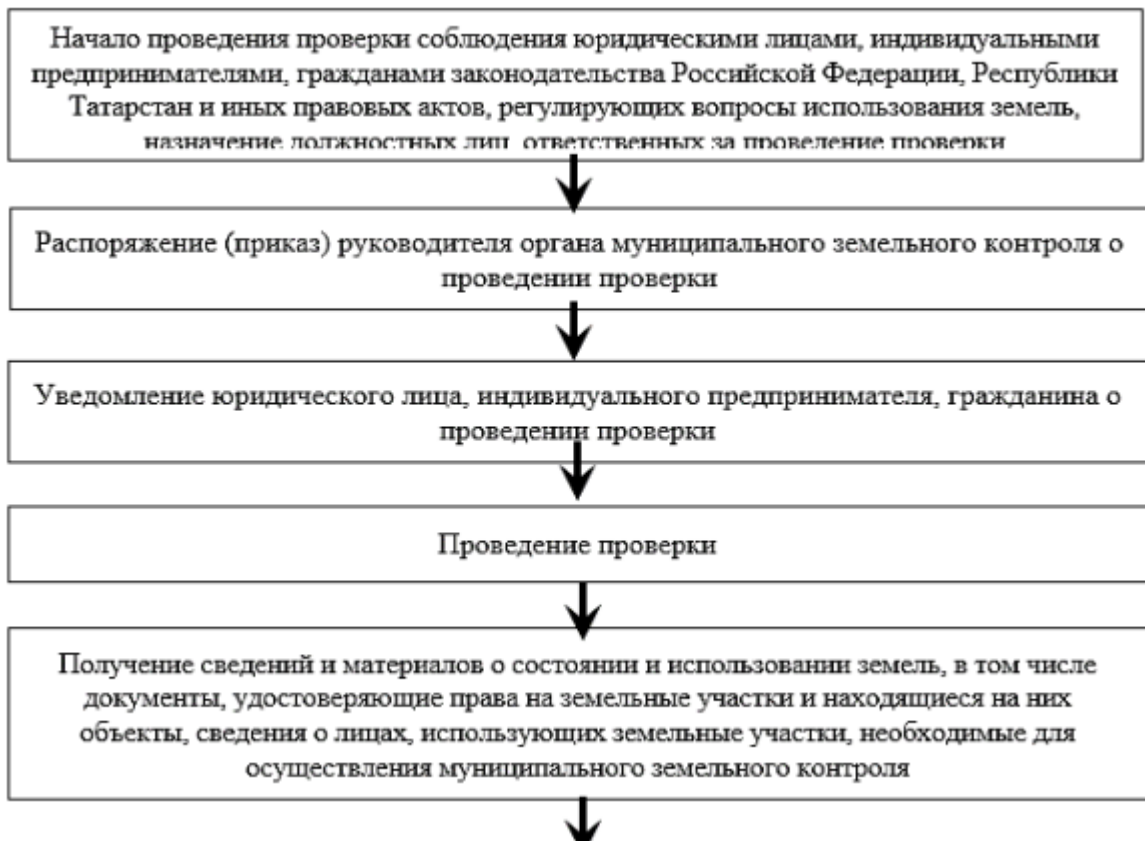 Начало проведения проверки соблюдения юридическими лицами, индивидуальными
предпринимателями, гражданами законодательства Российской Федерации, Республики
Татарстан и иных правовых актов, регулирующих вопросы использования земель,
назначение должностных лиц, ответственных за проведение проверки
Распоряжение (приказ) руководителя органа муниципального земельного контроля о
проведении проверки
Уведомление юридического лица, индивидуального предпринимателя, гражданина о
проведении проверки
Проведение проверки
Получение сведений и материалов о состоянии и использовании земель, в том числе
документы, удостоверяющие права на земельные участки и находящиеся на них
объекты, сведения о лицах, использующих земельные участки, необходимые для
осуществления муниципального земельного контроля